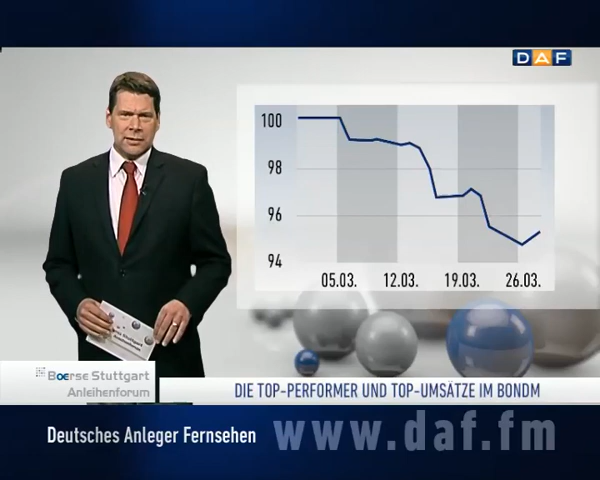 DAF
100
98
96
94
05.03. 12.03. 19.03. 26.03.
Boerse Stuttgart
Anleihenforum
DIE TOP-PERFORMER UND TOP-UMSÄTZE IM BONDM
Deutsches Anleger Fernsehen www.daf.fm